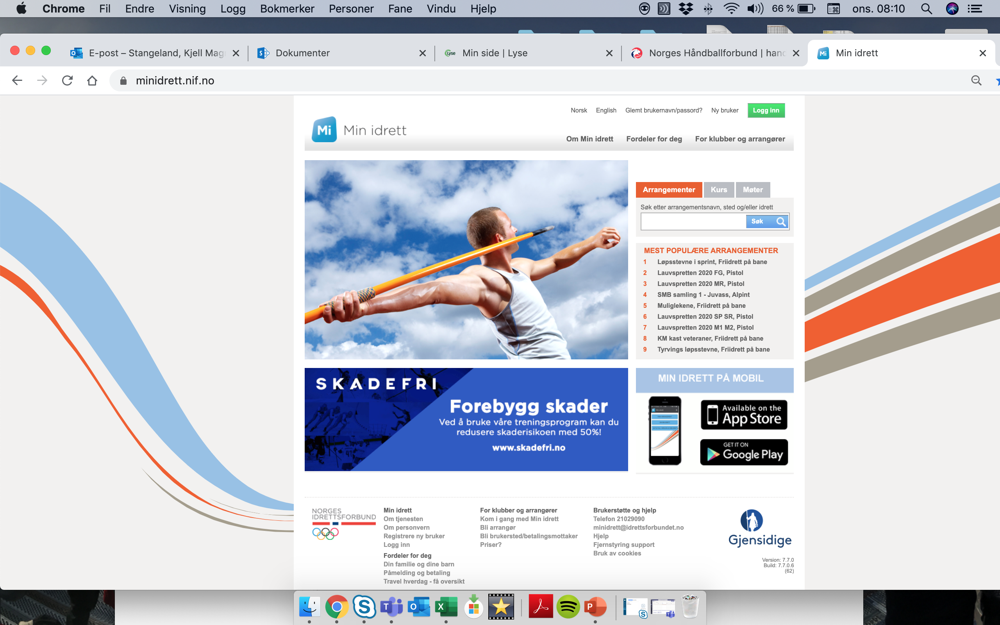 Chrome Fil Endre Visning Logg Bokmerker Personer Fane Vindu Hjelp 66 % ons. 08:10
E-post – Stangeland, Kjell Mag
Dokumenter
Min side | Lyse
Norges Håndballforbund | hand
Min idrett
minidrett.nif.no
Norsk English Glemt brukernavn/passord? Ny bruker Logg inn
Mi Min idrett
Om Min idrett Fordeler for deg For klubber og arrangører
Arrangementer Kurs Møter
Søk etter arrangementsnavn, sted og/eller idrett
Søk
MEST POPULÆRE ARRANGEMENTER
1 Løpsstevne i sprint, Friidrett på bane
2 Lauvspretten 2020 FG, Pistol
3 Lauvspretten 2020 MR, Pistol
4 SMB samling 1 - Juvass, Alpint
5 Muliglekene, Friidrett på bane
6 Lauvspretten 2020 SP SR, Pistol
7 Lauvspretten 2020 M1 M2, Pistol
8 KM kast veteraner, Friidrett på bane
9 Tyrvings løpsstevne, Friidrett på bane
SKADEFRI
Forebygg skader
Ved å bruke våre treningsprogram kan du
redusere skaderisikoen med 50%!
www.skadefri.no
MIN IDRETT PÅ MOBIL
Available on the
App Store
GET IT ON
Google Play
NORGES
IDRETTSFORBUND
Min idrett
Om tjenesten
Om personvern
Registrere ny bruker
Logg inn
Fordeler for deg
Din familie og dine barn
Påmelding og betaling
Travel hverdag - få oversikt
For klubber og arrangører
Kom i gang med Min idrett
Bli arrangør
Bli brukersted/betalingsmottaker
Priser?
Brukerstøtte og hjelp
Telefon 21029090
minidrett@idrettsforbundet.no
Hjelp
Fjernstyring support
Bruk av cookies
Gjensidige
Version: 7.7.0
Build: 7.7.0.6
(62)